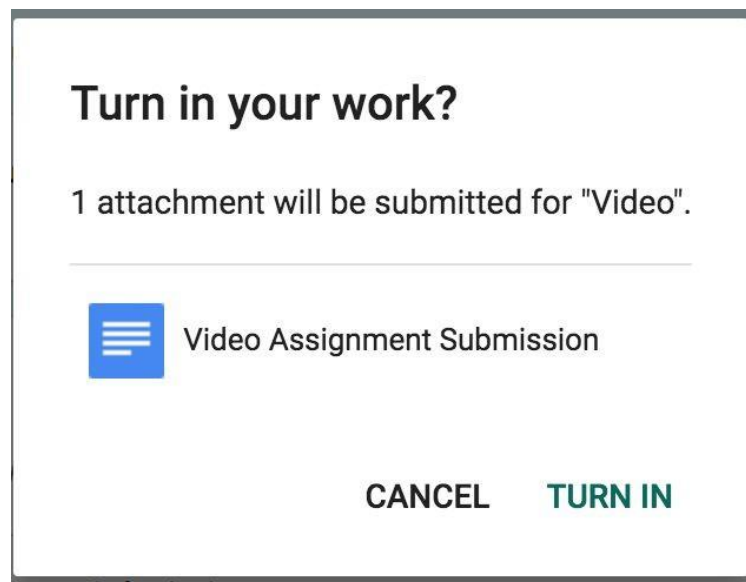 Turn in your work?
1 attachment will be submitted for "Video".
Video Assignment Submission
CANCEL TURN IN